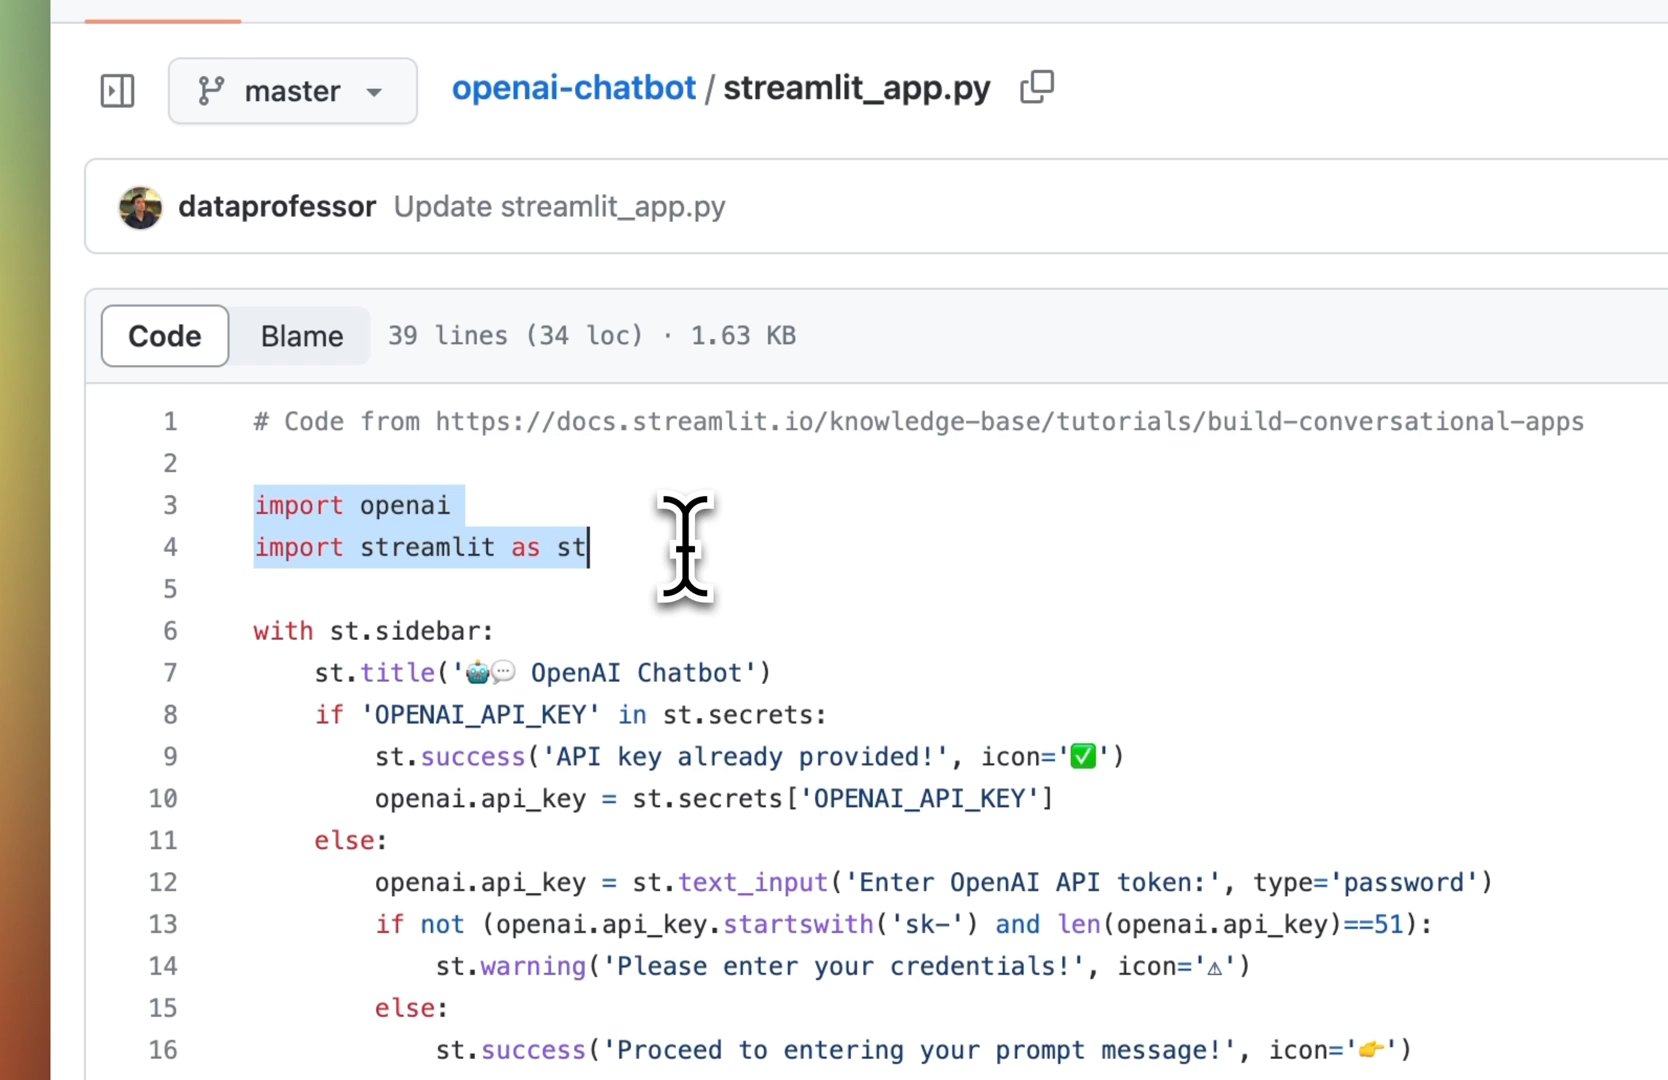 master
openai-chatbot / streamlit_app.py
dataprofessor Update streamlit_app.py
Code Blame 39 lines (34 loc) · 1.63 KB
1 # Code from https://docs.streamlit.io/knowledge-base/tutorials/build-conversational-apps
2
3 import openai
4 import streamlit as st
5
6 with st.sidebar:
7     st.title('🤖💬 OpenAI Chatbot')
8     if 'OPENAI_API_KEY' in st.secrets:
9         st.success('API key already provided!', icon='✅')
10         openai.api_key = st.secrets['OPENAI_API_KEY']
11     else:
12         openai.api_key = st.text_input('Enter OpenAI API token:', type='password')
13         if not (openai.api_key.startswith('sk-') and len(openai.api_key)==51):
14             st.warning('Please enter your credentials!', icon='⚠')
15         else:
16             st.success('Proceed to entering your prompt message!', icon='👉')